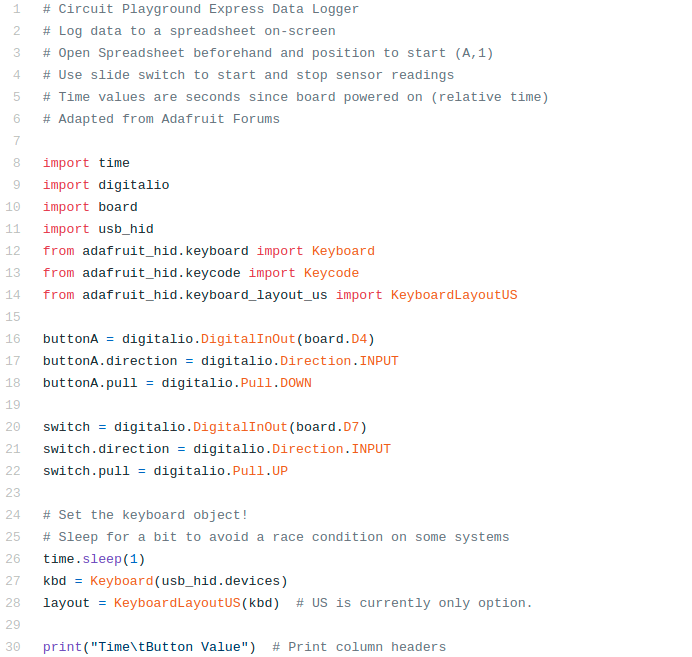 1 # Circuit Playground Express Data Logger
2 # Log data to a spreadsheet on-screen
3 # Open Spreadsheet beforehand and position to start (A,1)
4 # Use slide switch to start and stop sensor readings
5 # Time values are seconds since board powered on (relative time)
6 # Adapted from Adafruit Forums
7
8 import time
9 import digitalio
10 import board
11 import usb_hid
12 from adafruit_hid.keyboard import Keyboard
13 from adafruit_hid.keycode import Keycode
14 from adafruit_hid.keyboard_layout_us import KeyboardLayoutUS
15
16 buttonA = digitalio.DigitalInOut(board.D4)
17 buttonA.direction = digitalio.Direction.INPUT
18 buttonA.pull = digitalio.Pull.DOWN
19
20 switch = digitalio.DigitalInOut(board.D7)
21 switch.direction = digitalio.Direction.INPUT
22 switch.pull = digitalio.Pull.UP
23
24 # Set the keyboard object!
25 # Sleep for a bit to avoid a race condition on some systems
26 time.sleep(1)
27 kbd = Keyboard(usb_hid.devices)
28 layout = KeyboardLayoutUS(kbd)  # US is currently only option.
29
30 print("Time\tButton Value")  # Print column headers